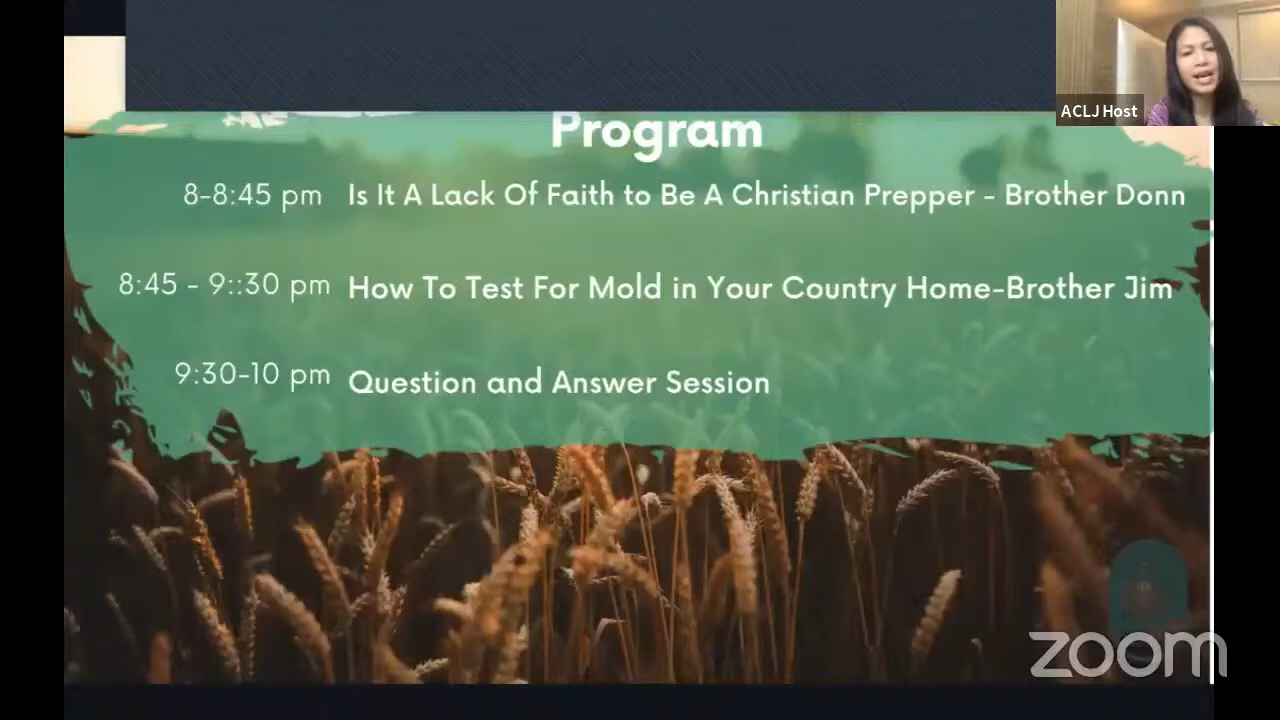 ACLJ Host
Program
8-8:45 pm Is It A Lack Of Faith to Be A Christian Prepper - Brother Donn
8:45 - 9::30 pm How To Test For Mold in Your Country Home-Brother Jim
9:30-10 pm Question and Answer Session
zoom